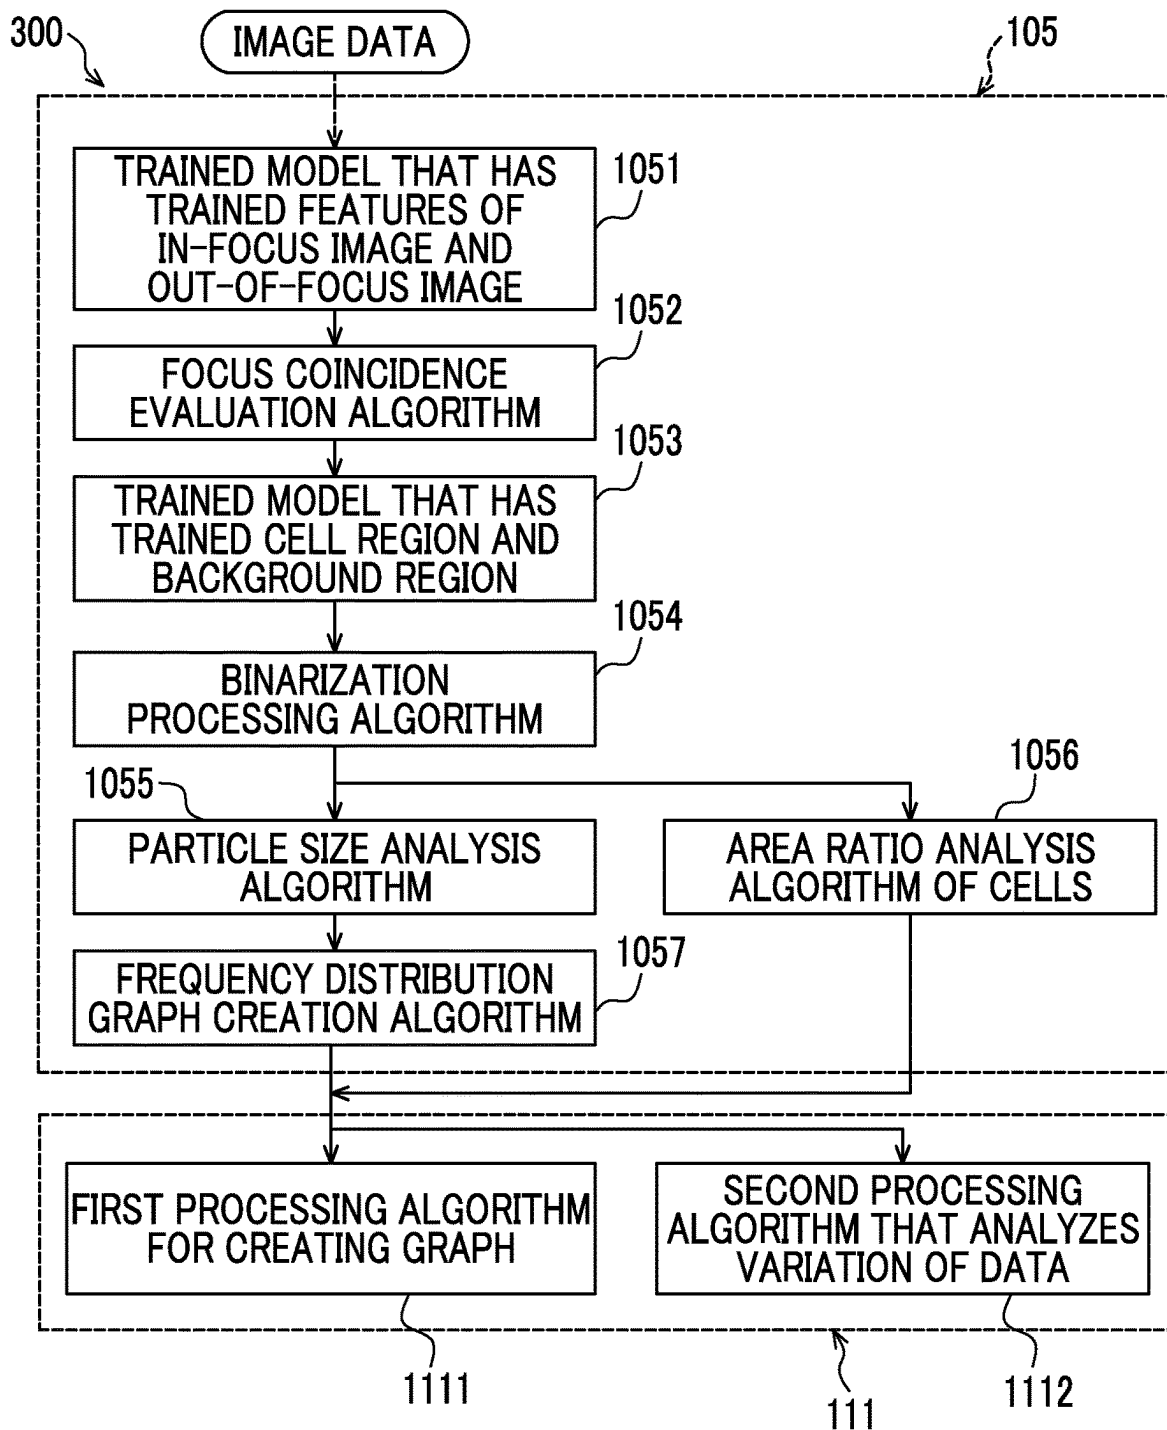 300
IMAGE DATA
105
TRAINED MODEL THAT HAS
TRAINED FEATURES OF
IN-FOCUS IMAGE AND
OUT-OF-FOCUS IMAGE
1051
FOCUS COINCIDENCE
EVALUATION ALGORITHM
1052
TRAINED MODEL THAT HAS
TRAINED CELL REGION AND
BACKGROUND REGION
1053
BINARIZATION
PROCESSING ALGORITHM
1054
1055
PARTICLE SIZE ANALYSIS
ALGORITHM
1056
AREA RATIO ANALYSIS
ALGORITHM OF CELLS
FREQUENCY DISTRIBUTION
GRAPH CREATION ALGORITHM
1057
FIRST PROCESSING ALGORITHM
FOR CREATING GRAPH
SECOND PROCESSING
ALGORITHM THAT ANALYZES
VARIATION OF DATA
1111
111
1112